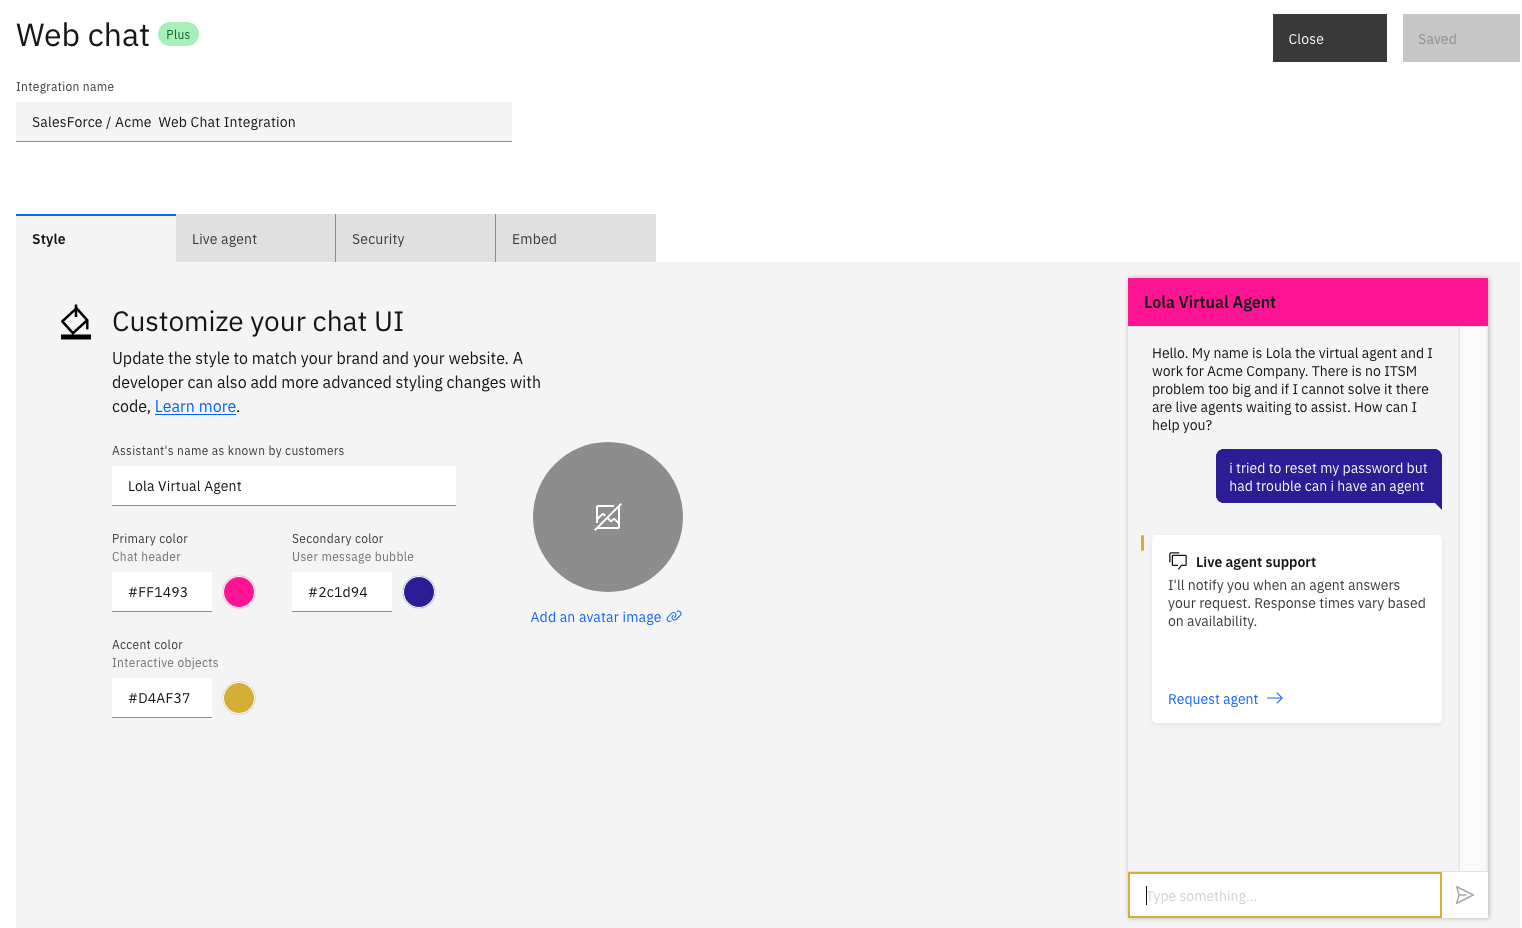 Web chat Plus
Close
Saved
Integration name
SalesForce / Acme  Web Chat Integration
Style
Live agent
Security
Embed
Customize your chat UI
Update the style to match your brand and your website. A
developer can also add more advanced styling changes with
code, Learn more.
Assistant's name as known by customers
Lola Virtual Agent
Primary color
Chat header
#FF1493
Secondary color
User message bubble
#2c1d94
Accent color
Interactive objects
#D4AF37
Add an avatar image
Lola Virtual Agent
Hello. My name is Lola the virtual agent and I
work for Acme Company. There is no ITSM
problem too big and if I cannot solve it there
are live agents waiting to assist. How can I
help you?
i tried to reset my password but
had trouble can i have an agent
Live agent support
I'll notify you when an agent answers
your request. Response times vary based
on availability.
Request agent
Type something...